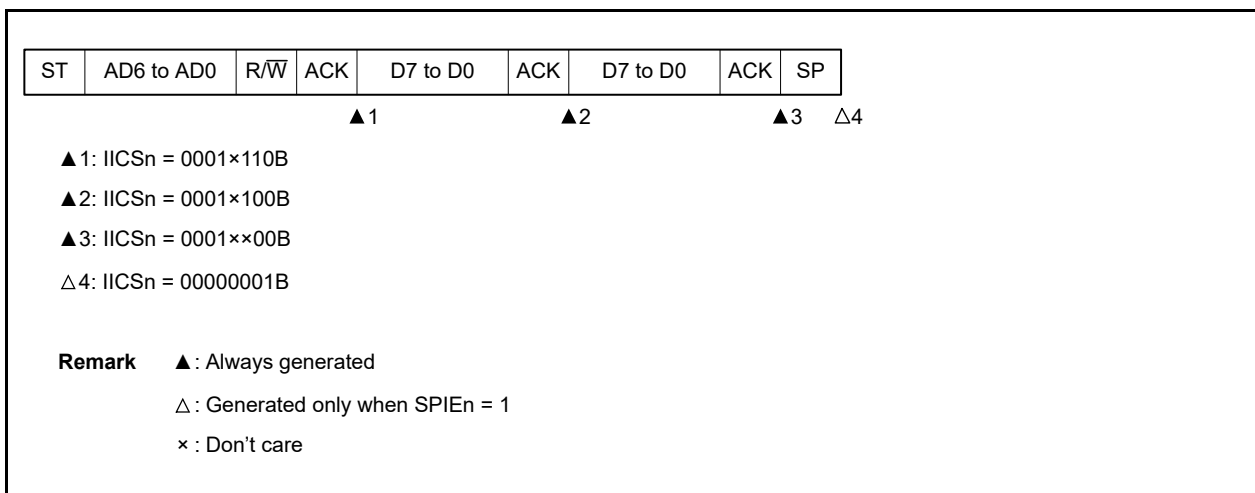 ST AD6 to AD0 R/W̅ ACK D7 to D0 ACK D7 to D0 ACK SP
▲1 ▲2 ▲3 △4
▲1: IICSn = 0001×110B
▲2: IICSn = 0001×100B
▲3: IICSn = 0001××00B
△4: IICSn = 00000001B
Remark ▲: Always generated
△: Generated only when SPIEn = 1
×: Don't care